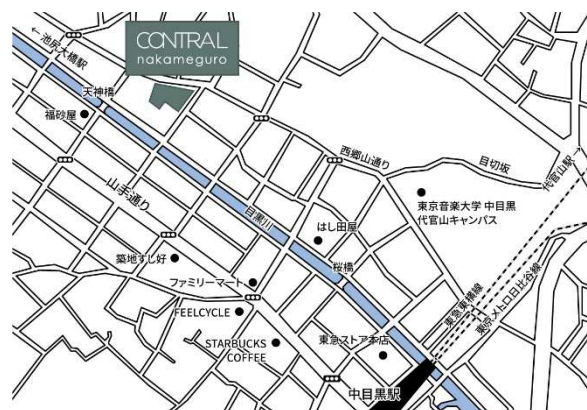 CONTRAL
nakameguro
←池尻大橋駅
天神橋
福砂屋
西郷山通り
目切坂
代官山駅
山手通り
東京音楽大学 中目黒
代官山キャンパス
目黒川
はし田屋
築地すし好
桜橋
ファミリーマート
FEELCYCLE
東急東横線
東京メトロ日比谷線
STARBUCKS
COFFEE
東急ストア本店
中目黒駅